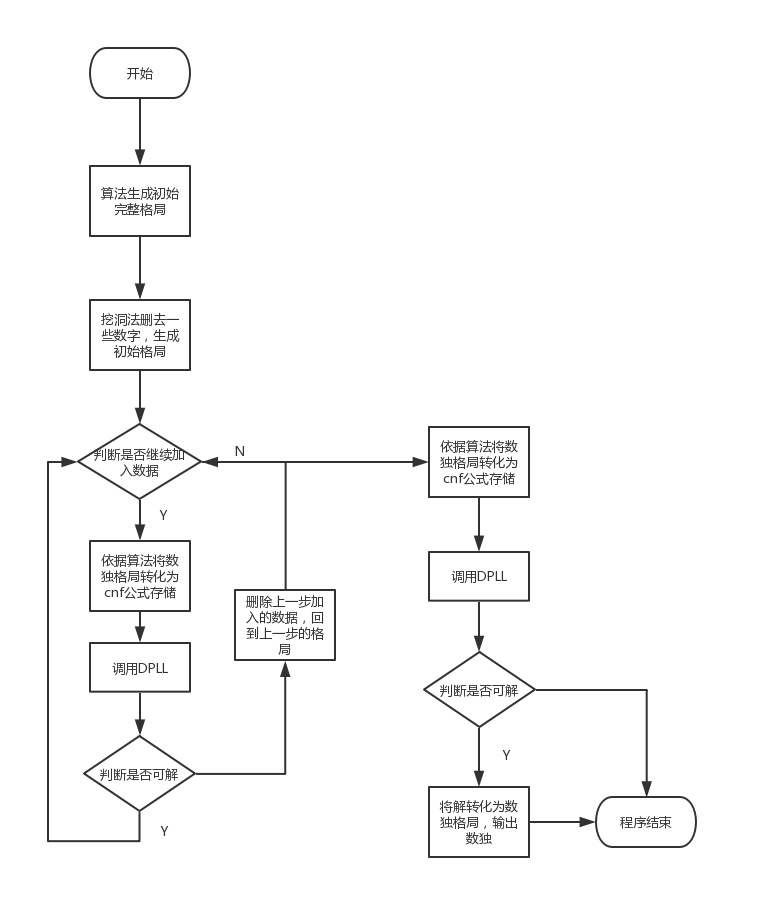 开始
算法生成初始
完整格局
挖洞法删去一
些数字，生成
初始格局
判断是否继续加
入数据
N
Y
依据算法将数
独格局转化为
cnf公式存储
调用DPLL
判断是否可解
Y
删除上一步加
入的数据，回
到上一步的格
局
依据算法将数
独格局转化为
cnf公式存储
调用DPLL
判断是否可解
Y
将解转化为数
独格局，输出
数独
程序结束